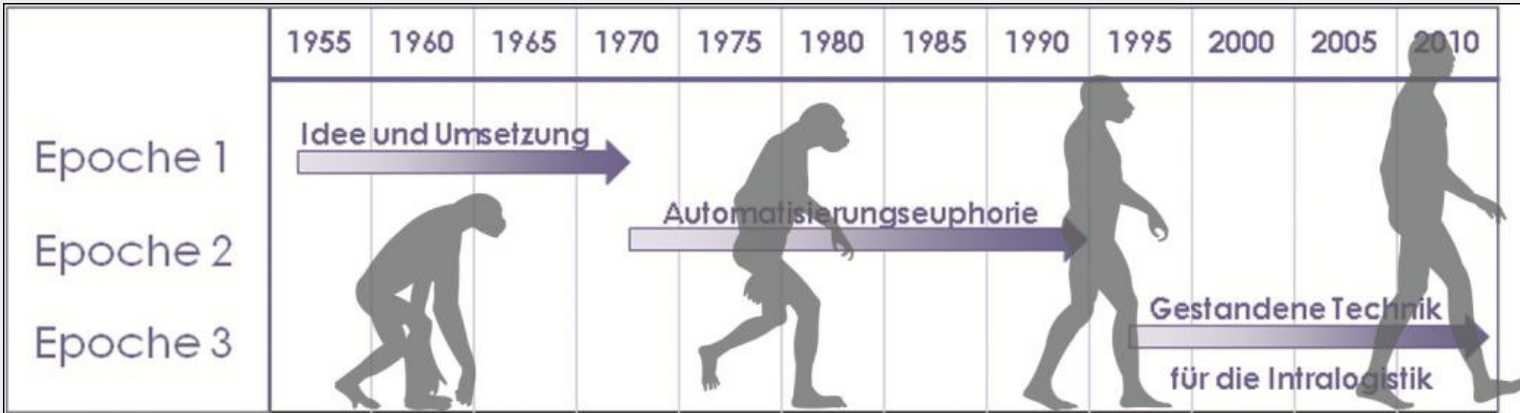 1955 1960 1965 1970 1975 1980 1985 1990 1995 2000 2005 2010
Epoche 1
Idee und Umsetzung
Epoche 2
Automatisierungseuphorie
Epoche 3
Gestandene Technik
für die Intralogistik